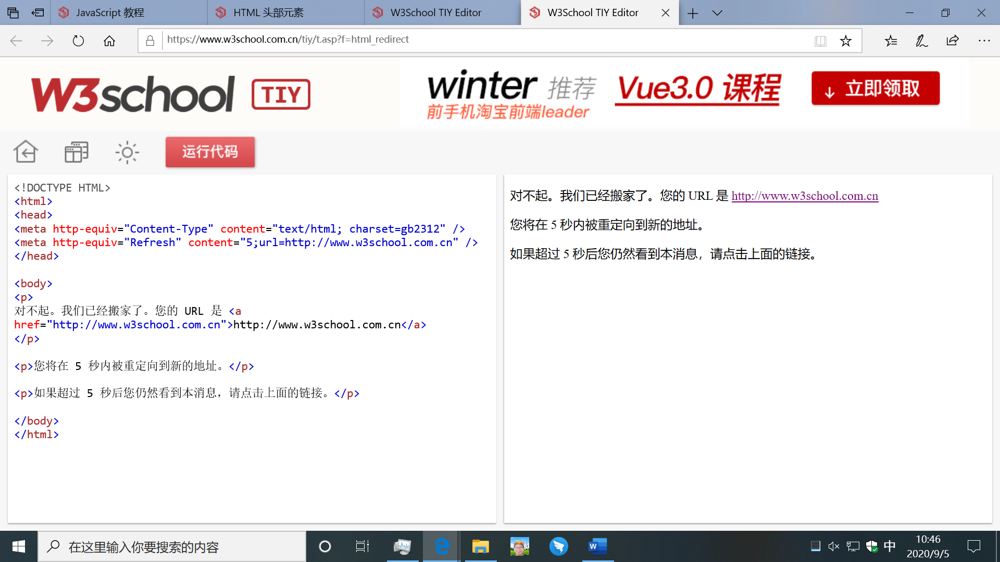 JavaScript 教程
HTML 头部元素
W3School TIY Editor
W3School TIY Editor
https://www.w3school.com.cn/tiy/t.asp?f=html_redirect
W3school TIY
winter 推荐
前手机淘宝前端leader
Vue3.0 课程
立即领取
运行代码
<!DOCTYPE HTML>
<html>
<head>
<meta http-equiv="Content-Type" content="text/html; charset=gb2312" />
<meta http-equiv="Refresh" content="5;url=http://www.w3school.com.cn" />
</head>
<body>
<p>
对不起。我们已经搬家了。您的 URL 是 <a
href="http://www.w3school.com.cn">http://www.w3school.com.cn</a>
</p>
<p>您将在 5 秒内被重定向到新的地址。</p>
<p>如果超过 5 秒后您仍然看到本消息，请点击上面的链接。</p>
</body>
</html>
对不起。我们已经搬家了。您的 URL 是 http://www.w3school.com.cn
您将在 5 秒内被重定向到新的地址。
如果超过 5 秒后您仍然看到本消息，请点击上面的链接。
在这里输入你要搜索的内容
W
中
10:46
2020/9/5